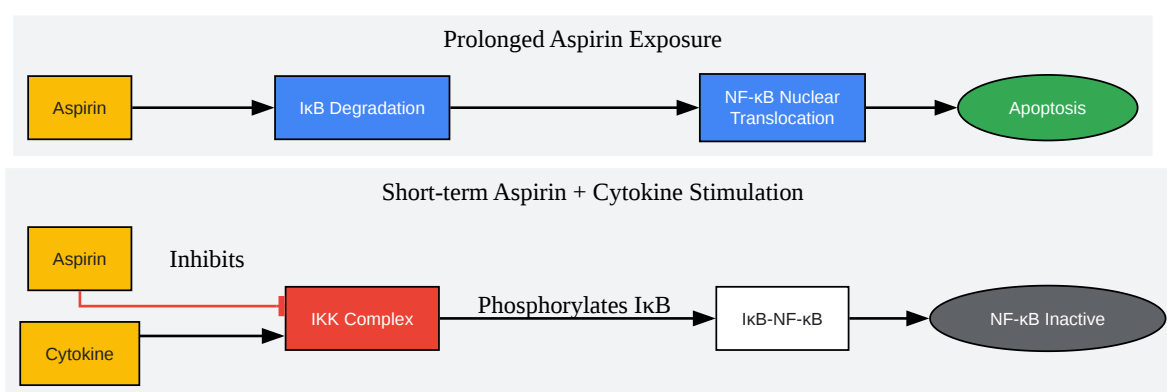 Prolonged Aspirin Exposure
Aspirin
IκB Degradation
NF-κB Nuclear
Translocation
Apoptosis
Short-term Aspirin + Cytokine Stimulation
Aspirin
Inhibits
IKK Complex
Phosphorylates IκB
IκB-NF-κB
NF-κB Inactive
Cytokine